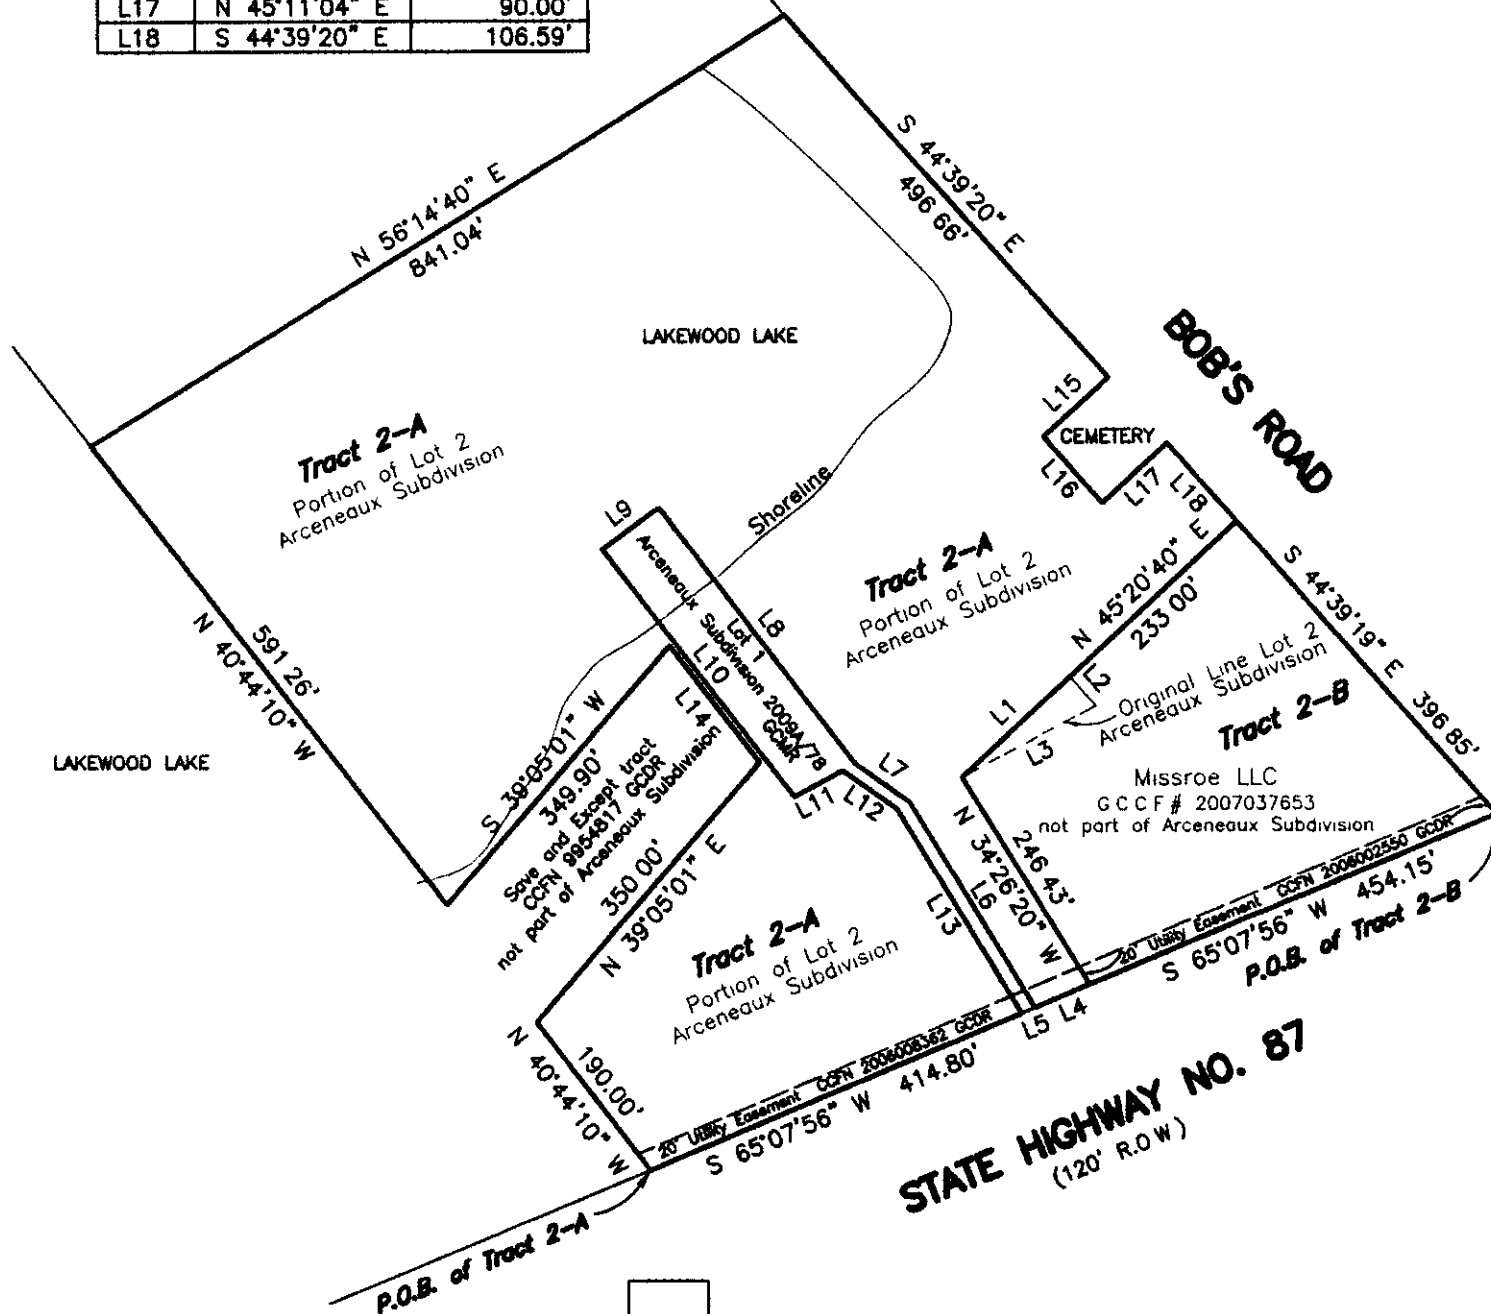 L17 N 45°11'04" E 90.00'
L18 S 44°39'20" E 106.59'
N 56°14'40" E
841.04'
S 44°39'20" E
496 66'
LAKEWOOD LAKE
BOB'S ROAD
L15
CEMETERY
L16
L17
L18
Tract 2-A
Portion of Lot 2
Arceneaux Subdivision
L9
Shoreline
Arceneaux Subdivision 2009A/78
Lot 1
GCMR
L8
L10
L14
Tract 2-A
Portion of Lot 2
Arceneaux Subdivision
N 45°20'40" E
233 00'
S 44°39'19" E 396 85'
L1
L2
L3
Original Line Lot 2
Arceneaux Subdivision
Tract 2-B
Missroe LLC
G C C F # 2007037653
not part of Arceneaux Subdivision
591 26'
N 40°44'10" W
LAKEWOOD LAKE
S 39°05'01" W
349.90'
Save and Except tract
CCFN 9954817 GCDR
not part of Arceneaux Subdivision
350 00'
N 39°05'01" E
L7
L11
L12
L13
L6
N 34°26'20" W
246 43'
20' Utility Easement CCFN 2006002550 GCDR
S 65°07'56" W 454.15'
P.O.B. of Tract 2-B
Tract 2-A
Portion of Lot 2
Arceneaux Subdivision
N 40°44'10" W
190.00'
20' Utility Easement CCFN 2006008362 GCDR
S 65°07'56" W 414.80'
L5 L4
STATE HIGHWAY NO. 87
(120' R.O W)
P.O.B. of Tract 2-A